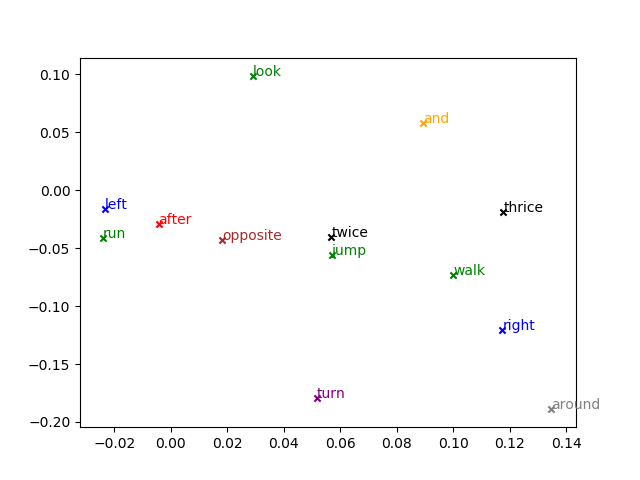 look
0.10
and
0.05
0.00
left
thrice
after
run
opposite
twice
jump
−0.05
walk
−0.10
right
−0.15
turn
around
−0.20
−0.02
0.00
0.02
0.04
0.06
0.08
0.10
0.12
0.14